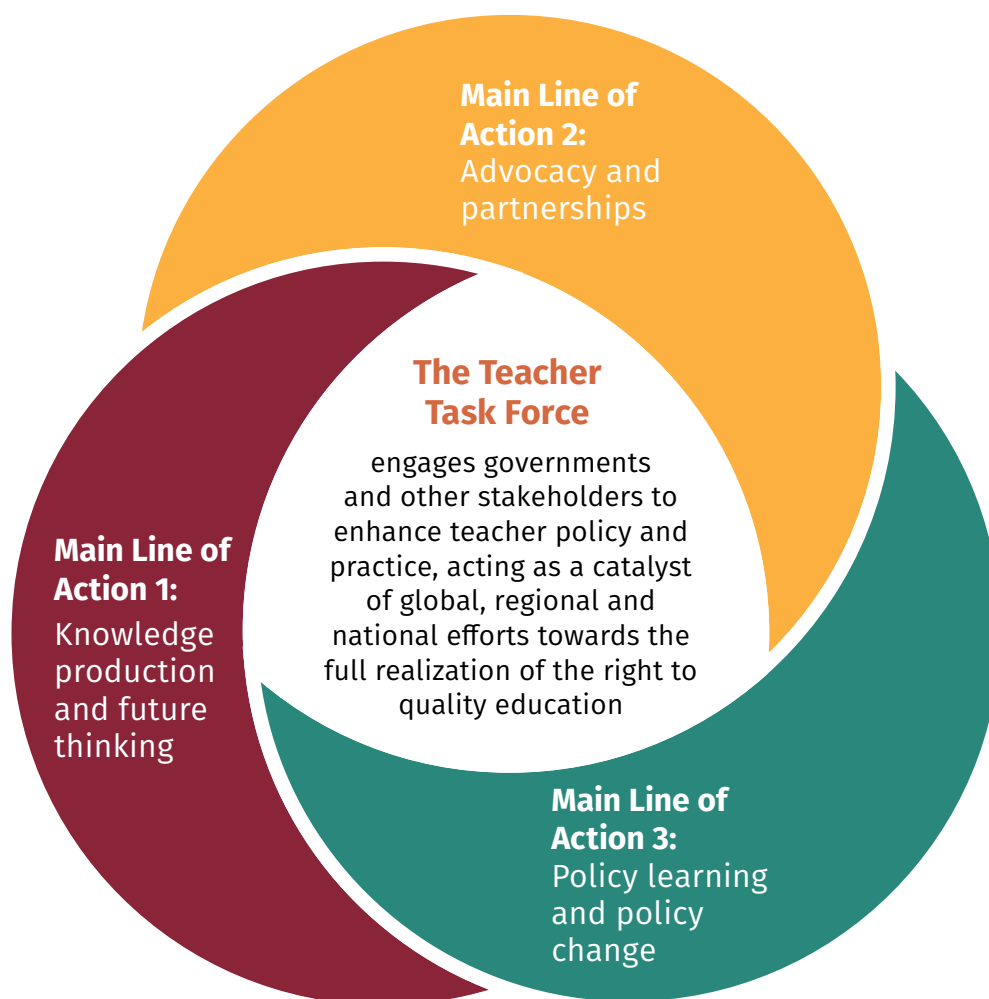 Main Line of
Action 2:
Advocacy and
partnerships
The Teacher
Task Force
engages governments
and other stakeholders to
enhance teacher policy and
practice, acting as a catalyst
of global, regional and
national efforts towards the
full realization of the right to
quality education
Main Line of
Action 1:
Knowledge
production
and future
thinking
Main Line of
Action 3:
Policy learning
and policy
change